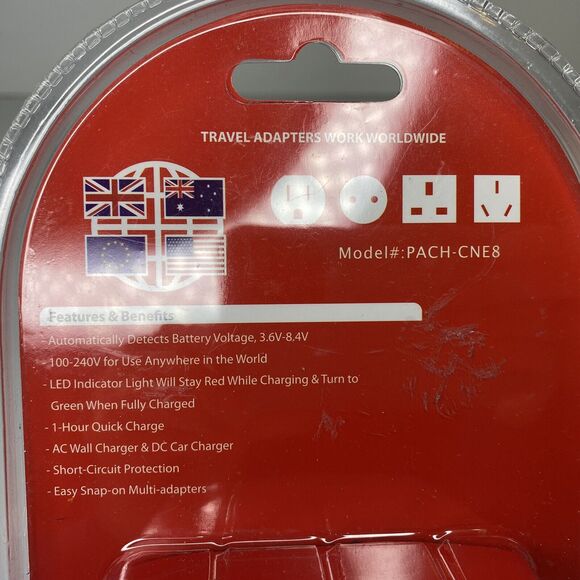 TRAVEL ADAPTERS WORK WORLDWIDE
Model#:PACH-CNE8
Features & Benefits
- Automatically Detects Battery Voltage, 3.6V-8.4V
- 100-240V for Use Anywhere in the World
- LED Indicator Light Will Stay Red While Charging & Turn to
Green When Fully Charged
- 1-Hour Quick Charge
- AC Wall Charger & DC Car Charger
- Short-Circuit Protection
- Easy Snap-on Multi-adapters